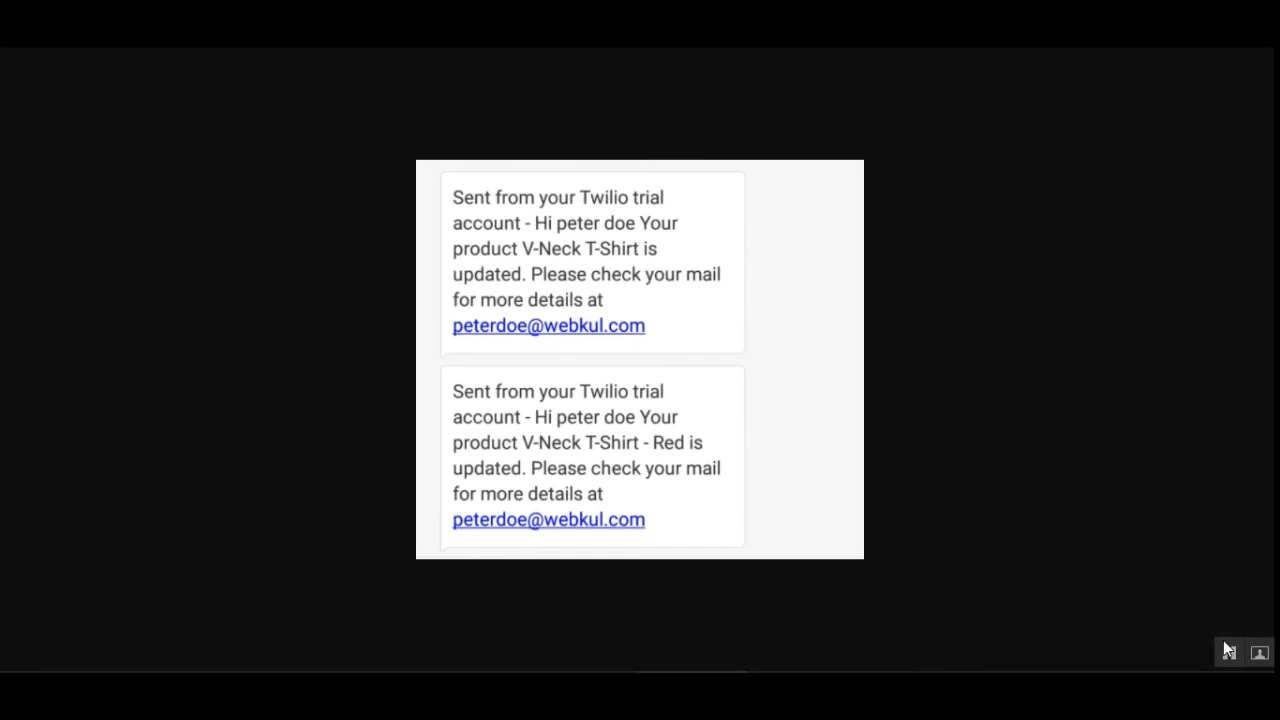 Sent from your Twilio trial
account - Hi peter doe Your
product V-Neck T-Shirt is
updated. Please check your mail
for more details at
peterdoe@webkul.com
Sent from your Twilio trial
account - Hi peter doe Your
product V-Neck T-Shirt - Red is
updated. Please check your mail
for more details at
peterdoe@webkul.com